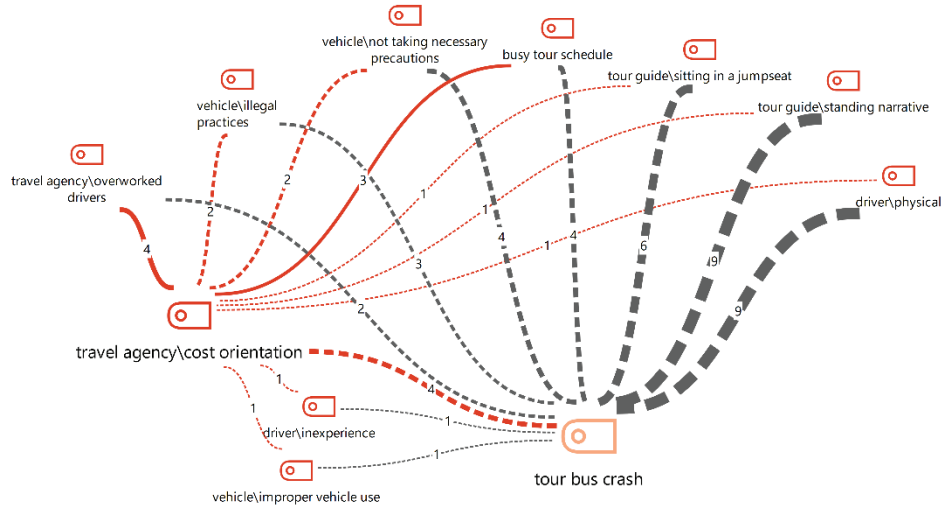 vehicle\not taking necessary
precautions
busy tour schedule
tour guide\sitting in a jumpseat
vehicle\illegal
practices
tour guide\standing narrative
travel agency\overworked
drivers
driver\physical
2
2
3
1
1
1
4
2
3
4
4
6
9
9
2
travel agency\cost orientation
4
1
1
driver\inexperience
1
1
tour bus crash
vehicle\improper vehicle use